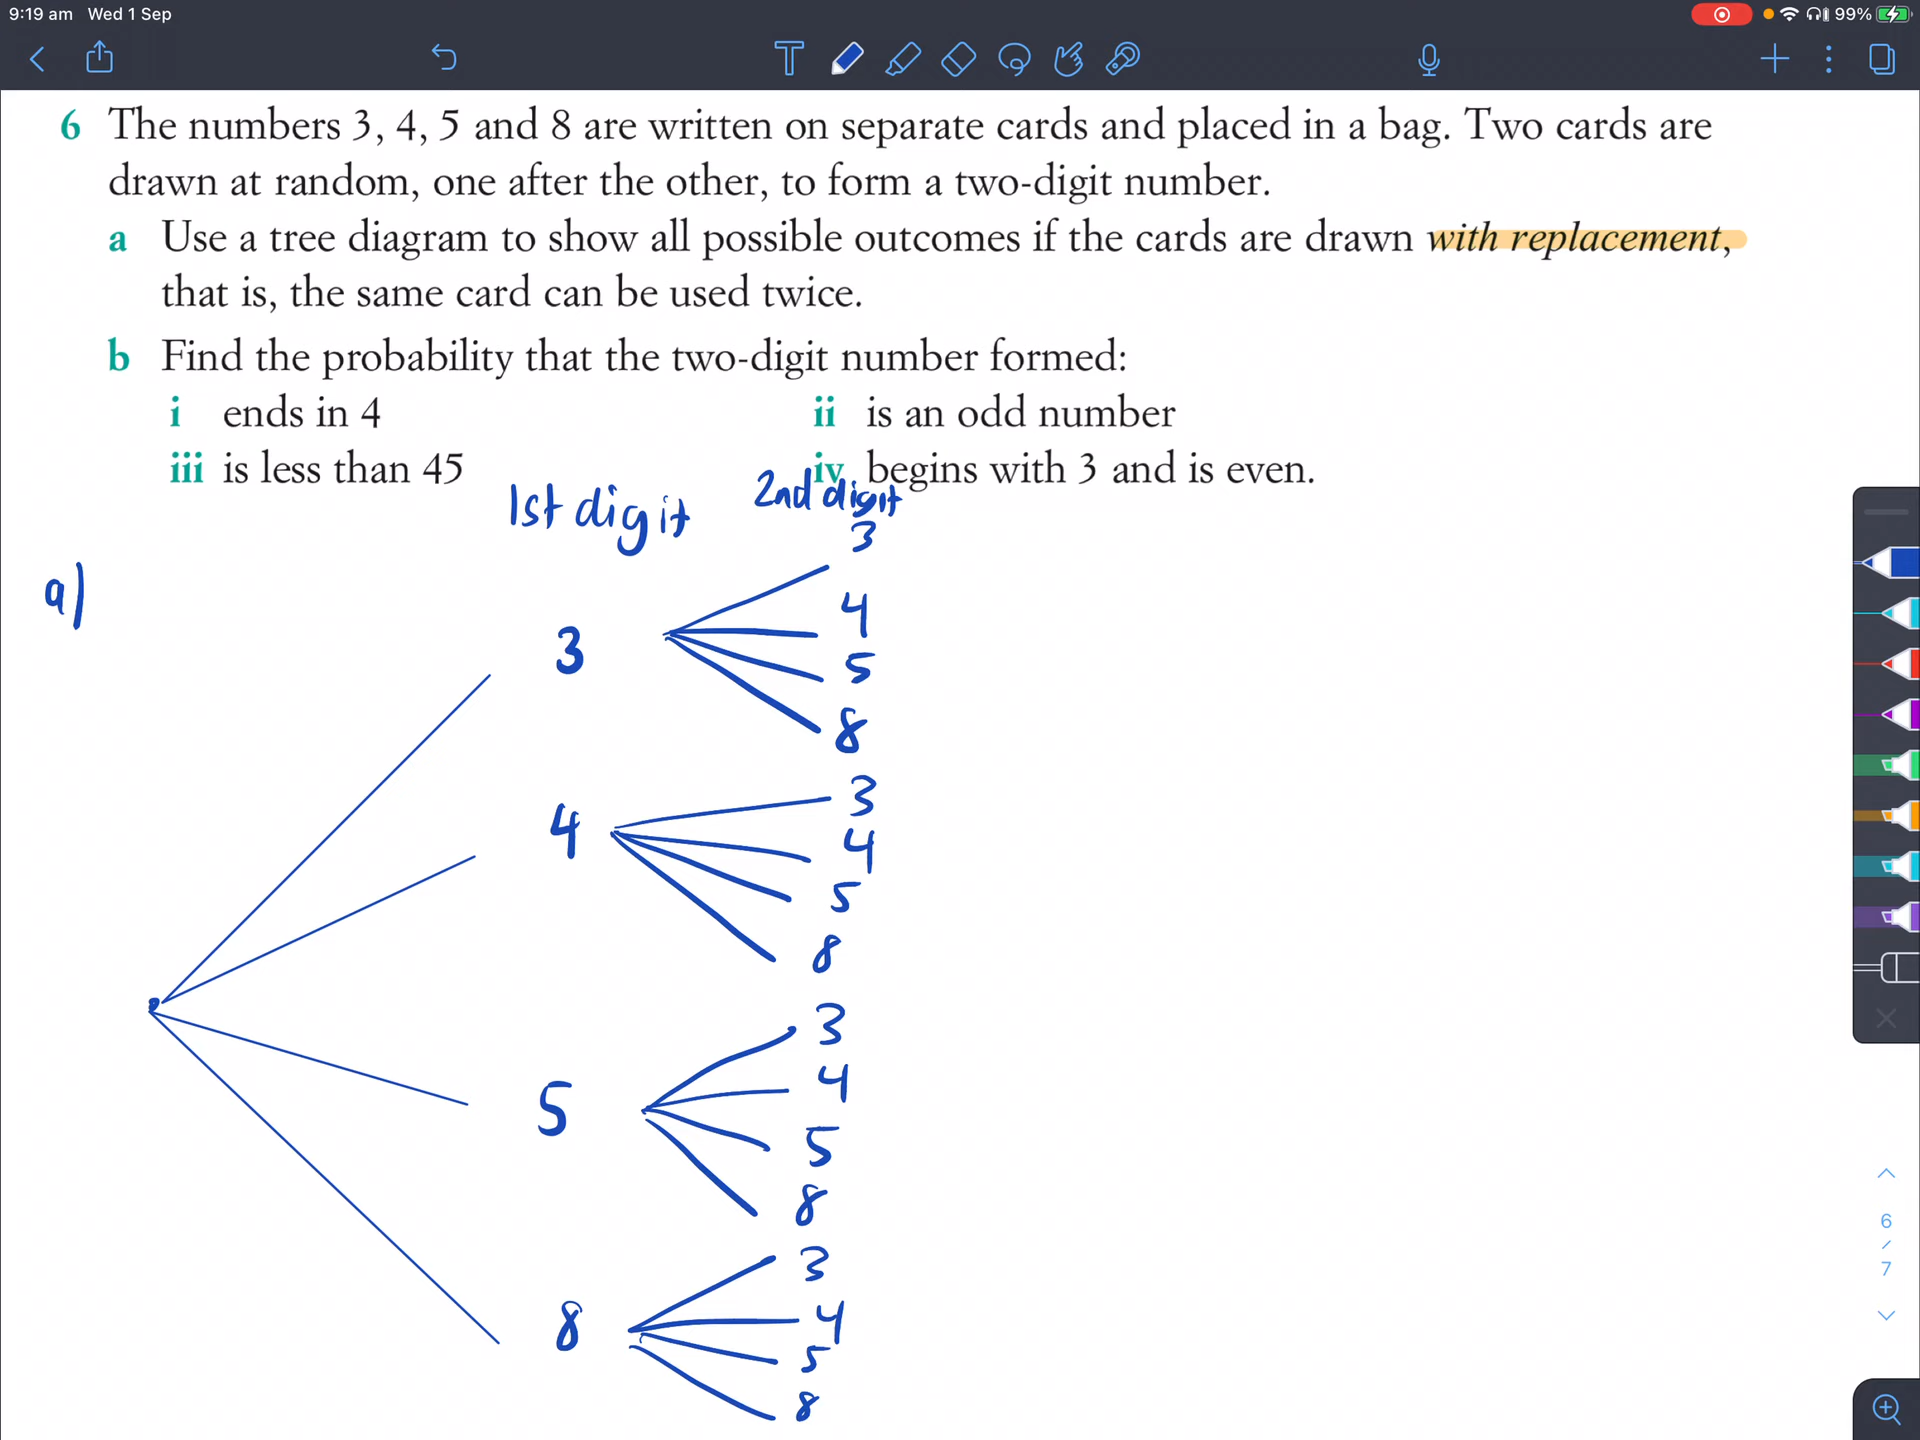 9:19 am Wed 1 Sep
99%
6 The numbers 3, 4, 5 and 8 are written on separate cards and placed in a bag. Two cards are
drawn at random, one after the other, to form a two-digit number.
a Use a tree diagram to show all possible outcomes if the cards are drawn with replacement,
that is, the same card can be used twice.
b Find the probability that the two-digit number formed:
i ends in 4
ii is an odd number
iii is less than 45
iv begins with 3 and is even.
1st digit
2nd digit
a)
3
3
4
5
8
4
3
4
5
8
5
3
4
5
8
8
3
4
5
8
6
/
7